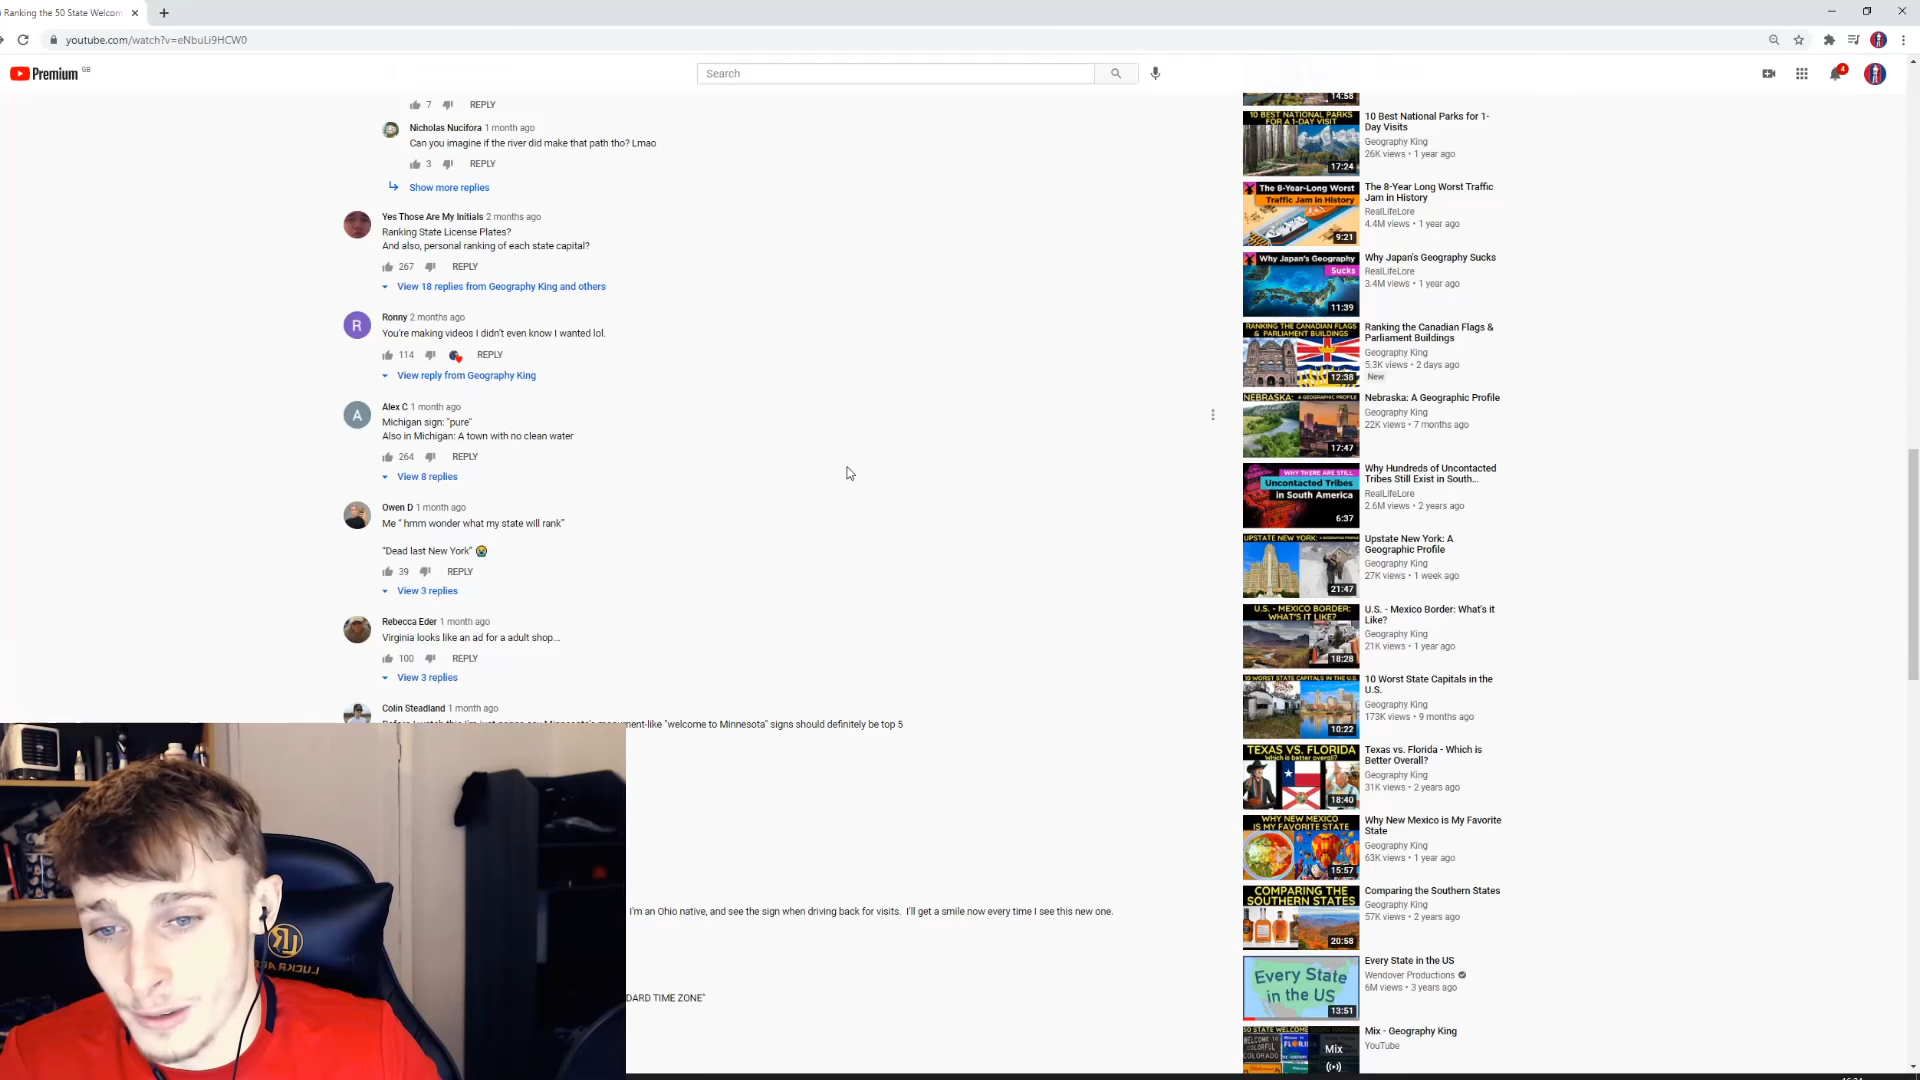 Ranking the 50 State Welcom
youtube.com/watch?v=eNbuLi9HCW0
Premium GB
Search
4
7 REPLY
Nicholas Nucifora 1 month ago
Can you imagine if the river did make that path tho? Lmao
3 REPLY
Show more replies
Yes Those Are My Initials 2 months ago
Ranking State License Plates?
And also, personal ranking of each state capital?
267 REPLY
View 18 replies from Geography King and others
R
Ronny 2 months ago
You're making videos I didn't even know I wanted lol.
114 REPLY
View reply from Geography King
A
Alex C 1 month ago
Michigan sign: "pure"
Also in Michigan: A town with no clean water
264 REPLY
View 8 replies
Owen D 1 month ago
Me " hmm wonder what my state will rank"
"Dead last New York" 😭
39 REPLY
View 3 replies
Rebecca Eder 1 month ago
Virginia looks like an ad for a adult shop...
100 REPLY
View 3 replies
Colin Steadland 1 month ago
ment-like "welcome to Minnesota" signs should definitely be top 5
I'm an Ohio native, and see the sign when driving back for visits. I'll get a smile now every time I see this new one.
DARD TIME ZONE"
14:58
10 BEST NATIONAL PARKS
FOR A 1-DAY VISIT
17:24
10 Best National Parks for 1-
Day Visits
Geography King
26K views • 1 year ago
The 8-Year-Long Worst
Traffic Jam in History
9:21
The 8-Year Long Worst Traffic
Jam in History
RealLifeLore
4.4M views • 1 year ago
Why Japan's Geography
Sucks
11:39
Why Japan's Geography Sucks
RealLifeLore
3.4M views • 1 year ago
RANKING THE CANADIAN FLAGS
& PARLIAMENT BUILDINGS
12:38
Ranking the Canadian Flags &
Parliament Buildings
Geography King
5.3K views • 2 days ago
New
NEBRASKA: A GEOGRAPHIC PROFILE
17:47
Nebraska: A Geographic Profile
Geography King
22K views • 7 months ago
WHY THERE ARE STILL
Uncontacted Tribes
in South America
6:37
Why Hundreds of Uncontacted
Tribes Still Exist in South...
RealLifeLore
2.6M views • 2 years ago
UPSTATE NEW YORK: A GEOGRAPHIC PROFILE
21:47
Upstate New York: A
Geographic Profile
Geography King
27K views • 1 week ago
U.S. - MEXICO BORDER:
WHAT'S IT LIKE?
18:28
U.S. - Mexico Border: What's it
Like?
Geography King
21K views • 1 year ago
10 WORST STATE CAPITALS IN THE U.S.
10:22
10 Worst State Capitals in the
U.S.
Geography King
173K views • 9 months ago
TEXAS VS. FLORIDA
Which is better overall?
18:40
Texas vs. Florida - Which is
Better Overall?
Geography King
31K views • 2 years ago
WHY NEW MEXICO
IS MY FAVORITE STATE
15:57
Why New Mexico is My Favorite
State
Geography King
63K views • 1 year ago
COMPARING THE
SOUTHERN STATES
20:58
Comparing the Southern States
Geography King
57K views • 2 years ago
Every State
in the US
13:51
Every State in the US
Wendover Productions
6M views • 3 years ago
50 STATE WELCOME
WELCOME TO
COLORFUL
COLORADO
Mix
Mix - Geography King
YouTube